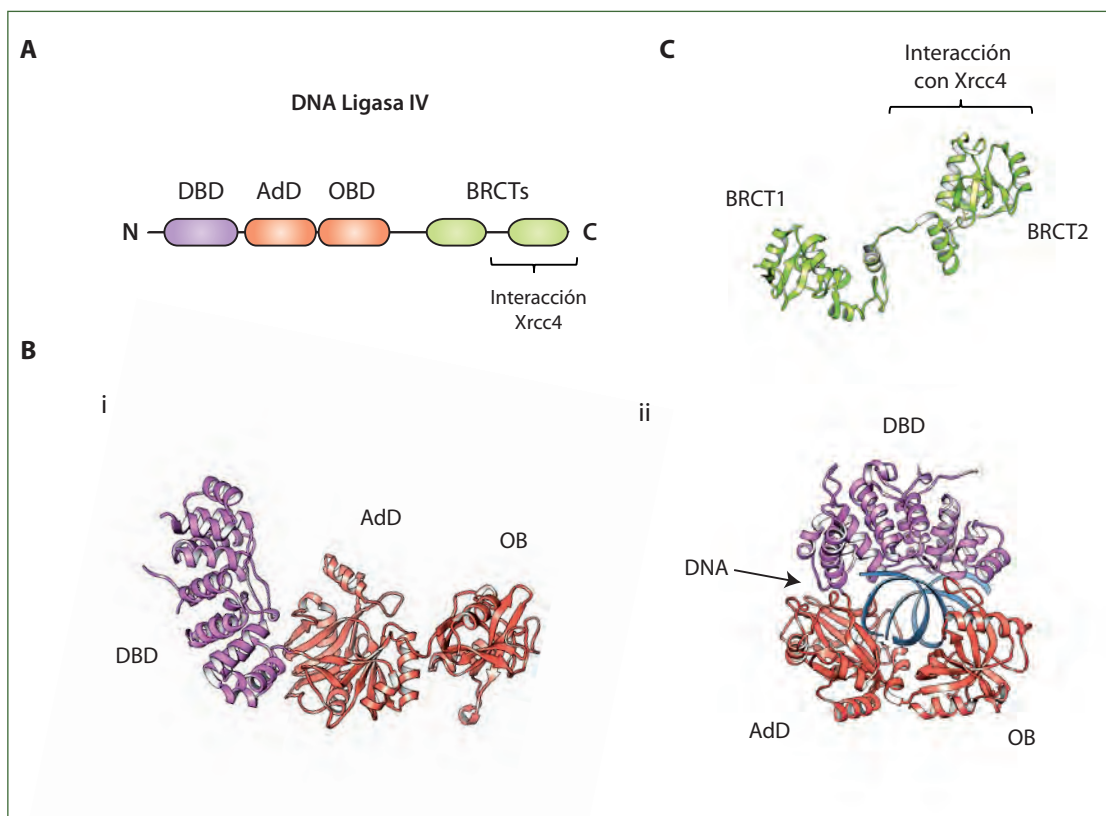 A
DNA Ligasa IV
DBD
AdD
OBD
BRCTs
N
C
Interacción
Xrcc4
C
Interacción
con Xrcc4
BRCT1
BRCT2
B
i
DBD
AdD
OB
ii
DBD
DNA
AdD
OB